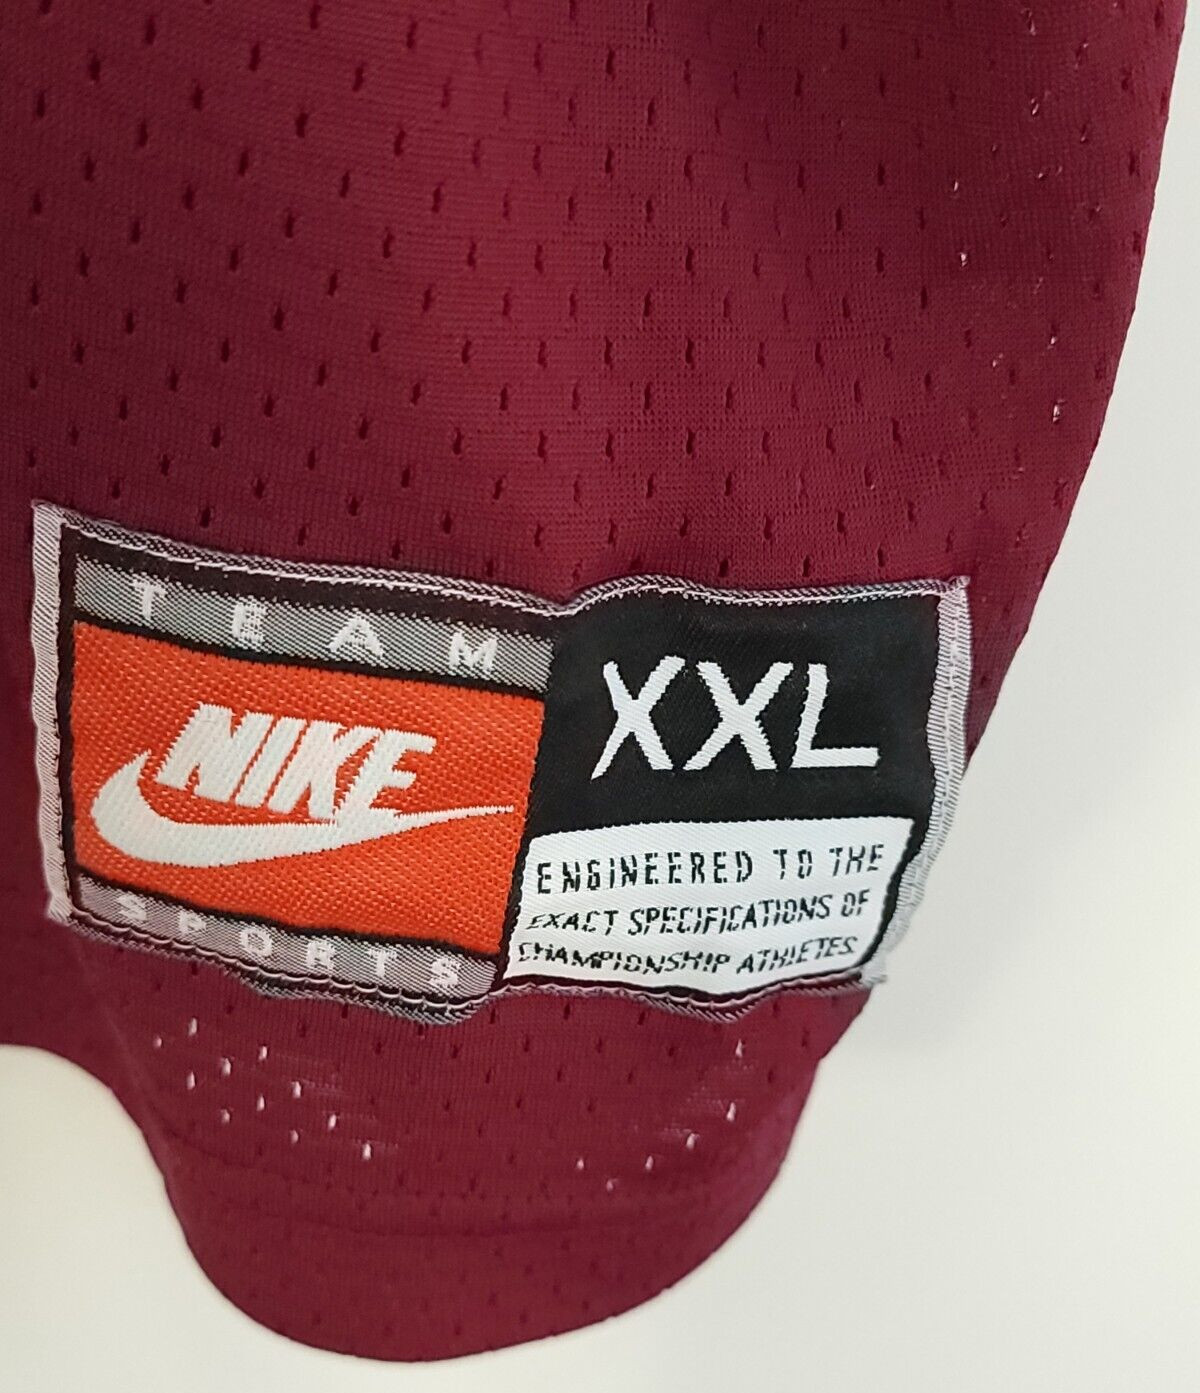 TEAM
NIKE
SPORTS
XXL
ENGINEERED TO THE
EXACT SPECIFICATIONS OF
CHAMPIONSHIP ATHLETES.